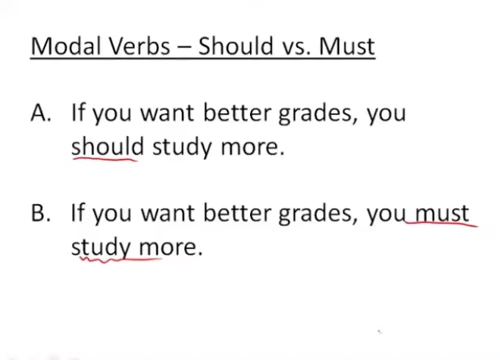 Modal Verbs – Should vs. Must
A. If you want better grades, you
should study more.
B. If you want better grades, you must
study more.